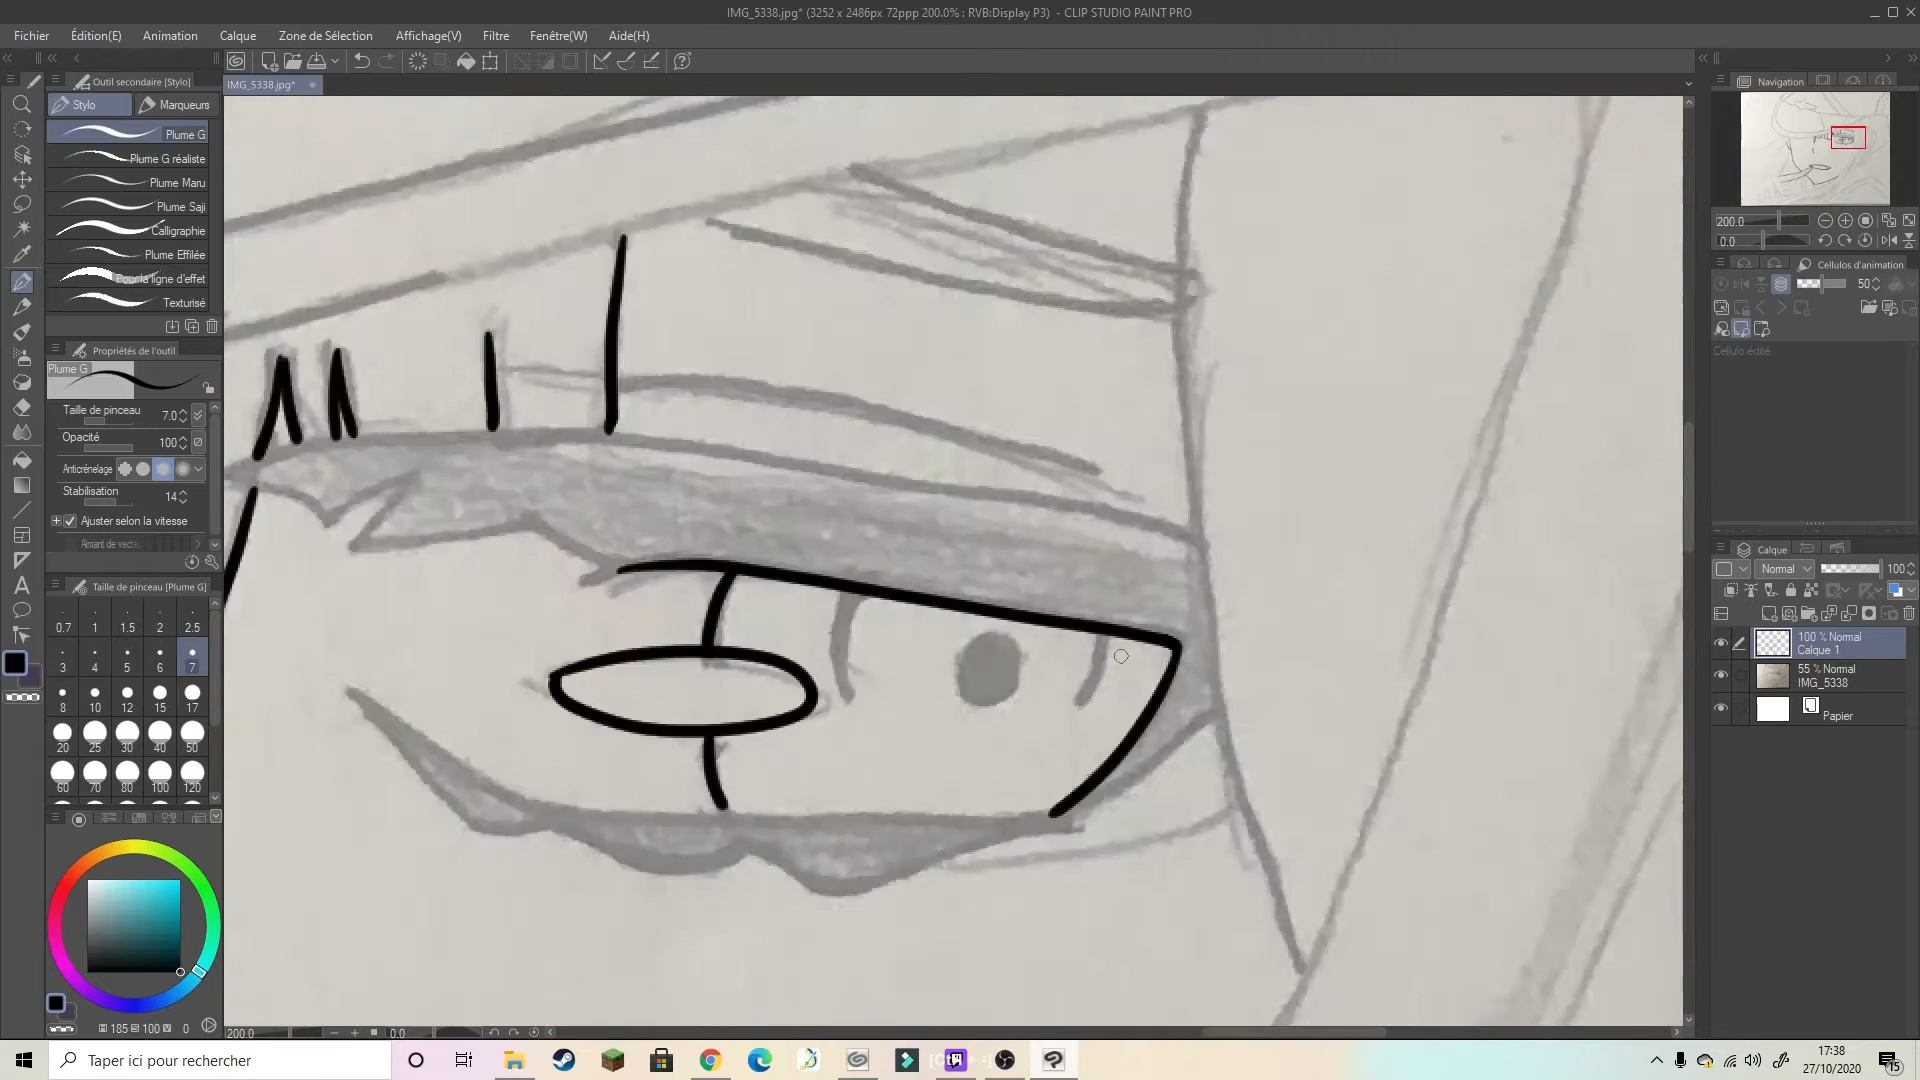 IMG_5338.jpg* (3252 x 2486px 72ppp 200.0% : RVB:Display P3) - CLIP STUDIO PAINT PRO
Fichier Édition(E) Animation Calque Zone de Sélection Affichage(V) Filtre Fenêtre(W) Aide(H)
Outil secondaire [Stylo]
IMG_5338.jpg*
Navigation
Stylo Marqueurs
Plume G
Plume G réaliste
Plume Maru
Plume Saji
Calligraphie
Plume Effilée
Pour la ligne d'effet
Texturisé
200.0
0.0
Cellulos d'animation
50
Cellulo édité
Propriétés de l'outil
Plume G
Taille de pinceau 7.0
Opacité 100
Anticrénelage
Stabilisation 14
Ajuster selon la vitesse
Aimant de vecte
Taille de pinceau [Plume G]
0.7 1 1.5 2 2.5
3 4 5 6 7
8 10 12 15 17
20 25 30 40 50
60 70 80 100 120
Calque
Normal 100
100 % Normal
Calque 1
55 % Normal
IMG_5338
Papier
185 100 0
200.0 0.0
Taper ici pour rechercher
17:38
27/10/2020
15